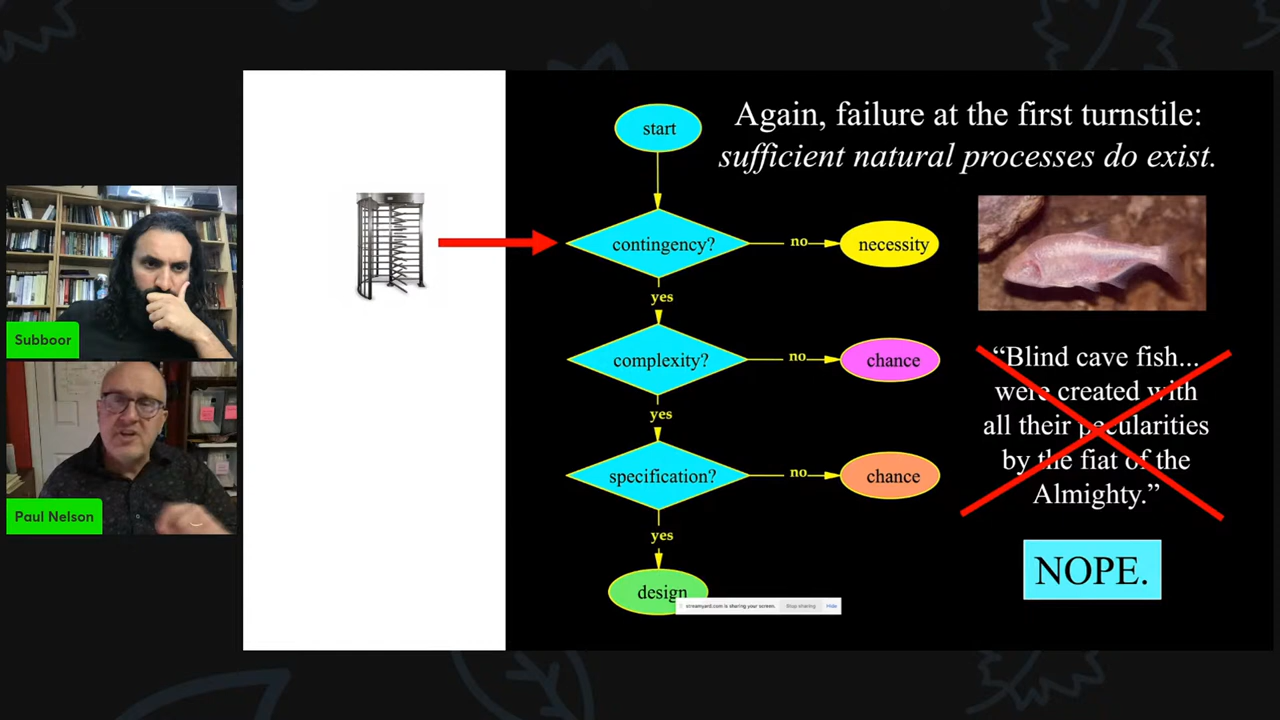 Again, failure at the first turnstile:
sufficient natural processes do exist.
start
contingency?
no
necessity
yes
complexity?
no
chance
yes
specification?
no
chance
yes
design
“Blind cave fish...
were created with
all their pecularities
by the fiat of the
Almighty.”
NOPE.
streamyard.com is sharing your screen.
Stop sharing
Hide
Subboor
Paul Nelson